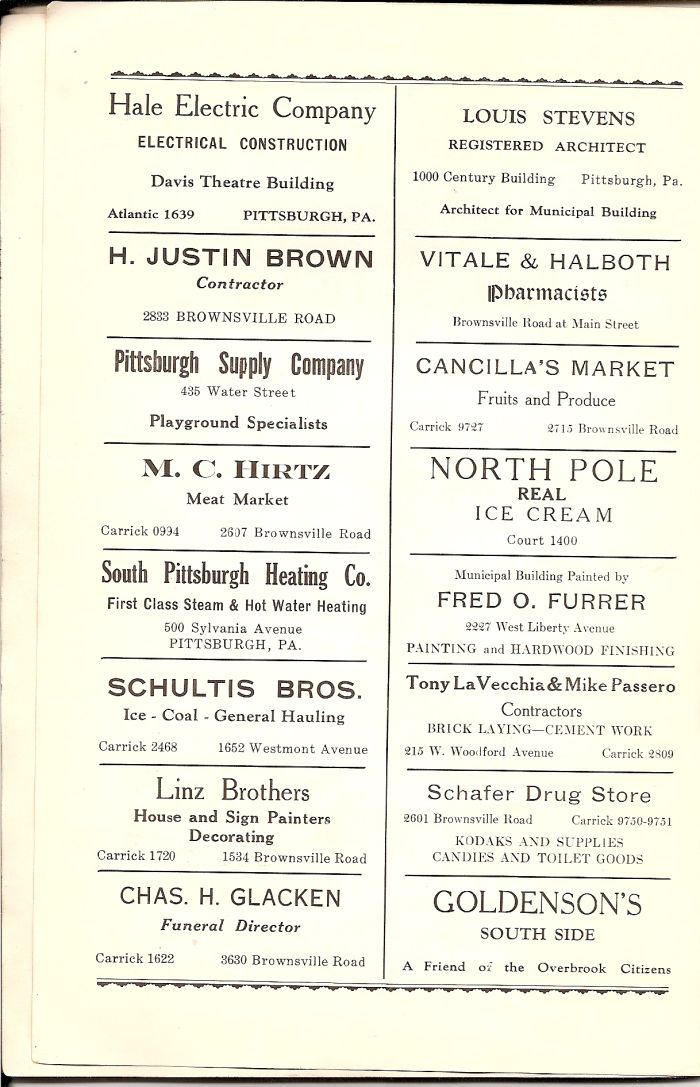 Hale Electric Company
ELECTRICAL CONSTRUCTION
Davis Theatre Building
Atlantic 1639 PITTSBURGH, PA.
H. JUSTIN BROWN
Contractor
2833 BROWNSVILLE ROAD
Pittsburgh Supply Company
435 Water Street
Playground Specialists
M. C. HIRTZ
Meat Market
Carrick 0994 2607 Brownsville Road
South Pittsburgh Heating Co.
First Class Steam & Hot Water Heating
500 Sylvania Avenue
PITTSBURGH, PA.
SCHULTIS BROS.
Ice - Coal - General Hauling
Carrick 2468 1652 Westmont Avenue
Linz Brothers
House and Sign Painters
Decorating
Carrick 1720 1534 Brownsville Road
CHAS. H. GLACKEN
Funeral Director
Carrick 1622 3630 Brownsville Road
LOUIS STEVENS
REGISTERED ARCHITECT
1000 Century Building Pittsburgh, Pa.
Architect for Municipal Building
VITALE & HALBOTH
Pharmacists
Brownsville Road at Main Street
CANCILLA'S MARKET
Fruits and Produce
Carrick 9727 2715 Brownsville Road
NORTH POLE
REAL
ICE CREAM
Court 1400
Municipal Building Painted by
FRED O. FURRER
2227 West Liberty Avenue
PAINTING and HARDWOOD FINISHING
Tony LaVecchia & Mike Passero
Contractors
BRICK LAYING—CEMENT WORK
215 W. Woodford Avenue Carrick 2809
Schafer Drug Store
2601 Brownsville Road Carrick 9750-9751
KODAKS AND SUPPLIES
CANDIES AND TOILET GOODS
GOLDENSON'S
SOUTH SIDE
A Friend of the Overbrook Citizens